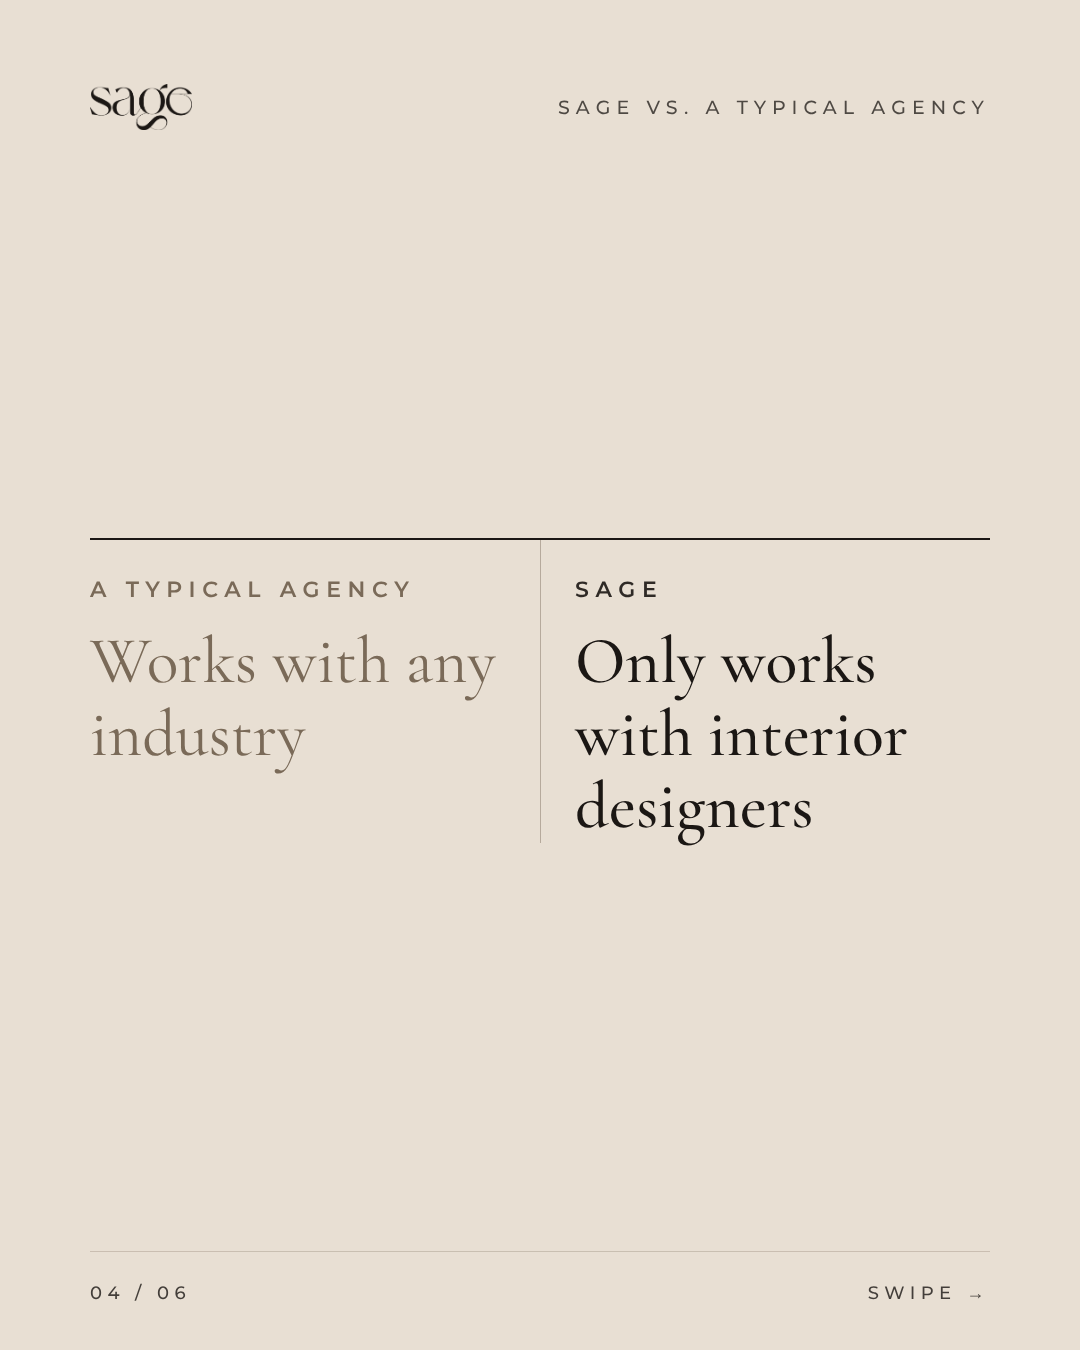 sage
SAGE VS. A TYPICAL AGENCY
A TYPICAL AGENCY
Works with any
industry
SAGE
Only works
with interior
designers
04 / 06
SWIPE →